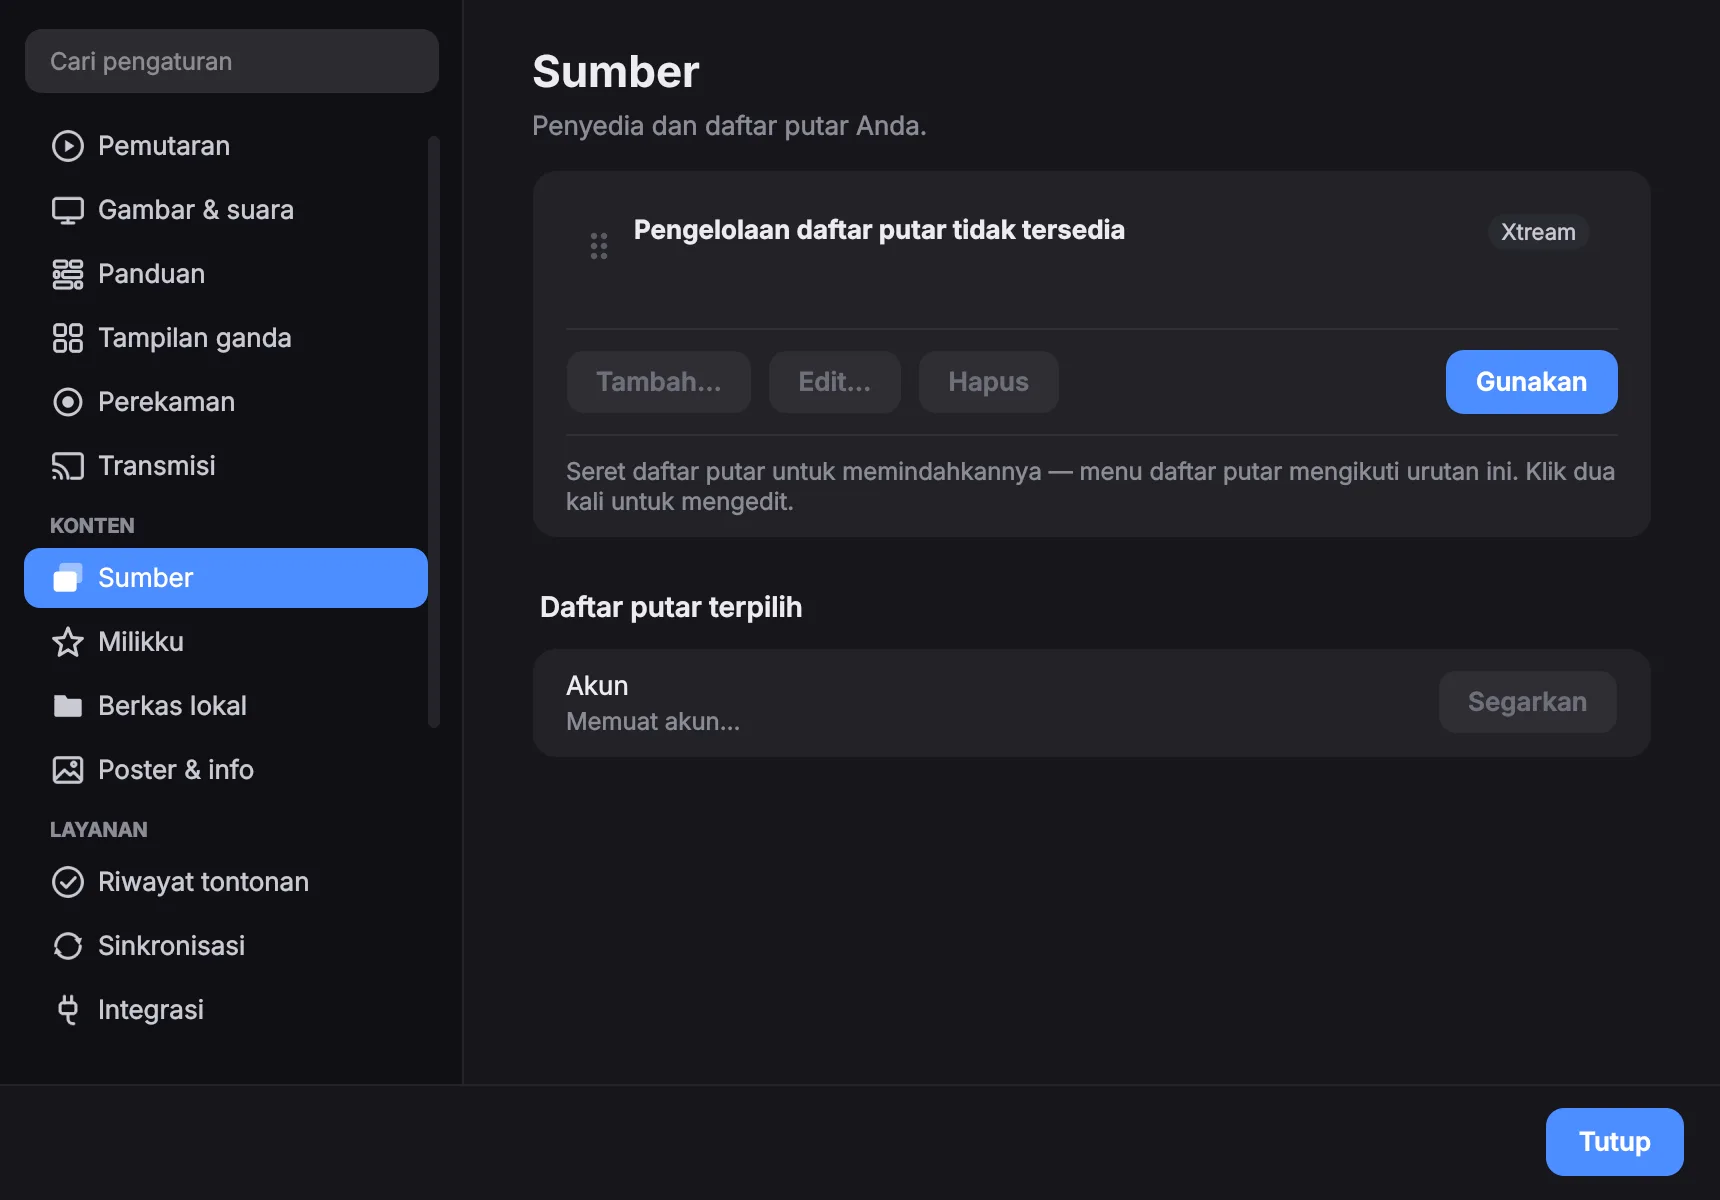 Cari pengaturan
Pemutaran
Gambar & suara
Panduan
Tampilan ganda
Perekaman
Transmisi
KONTEN
Sumber
Milikku
Berkas lokal
Poster & info
LAYANAN
Riwayat tontonan
Sinkronisasi
Integrasi
Sumber
Penyedia dan daftar putar Anda.
Pengelolaan daftar putar tidak tersedia
Xtream
Tambah...
Edit...
Hapus
Gunakan
Seret daftar putar untuk memindahkannya — menu daftar putar mengikuti urutan ini. Klik dua
kali untuk mengedit.
Daftar putar terpilih
Akun
Memuat akun...
Segarkan
Tutup